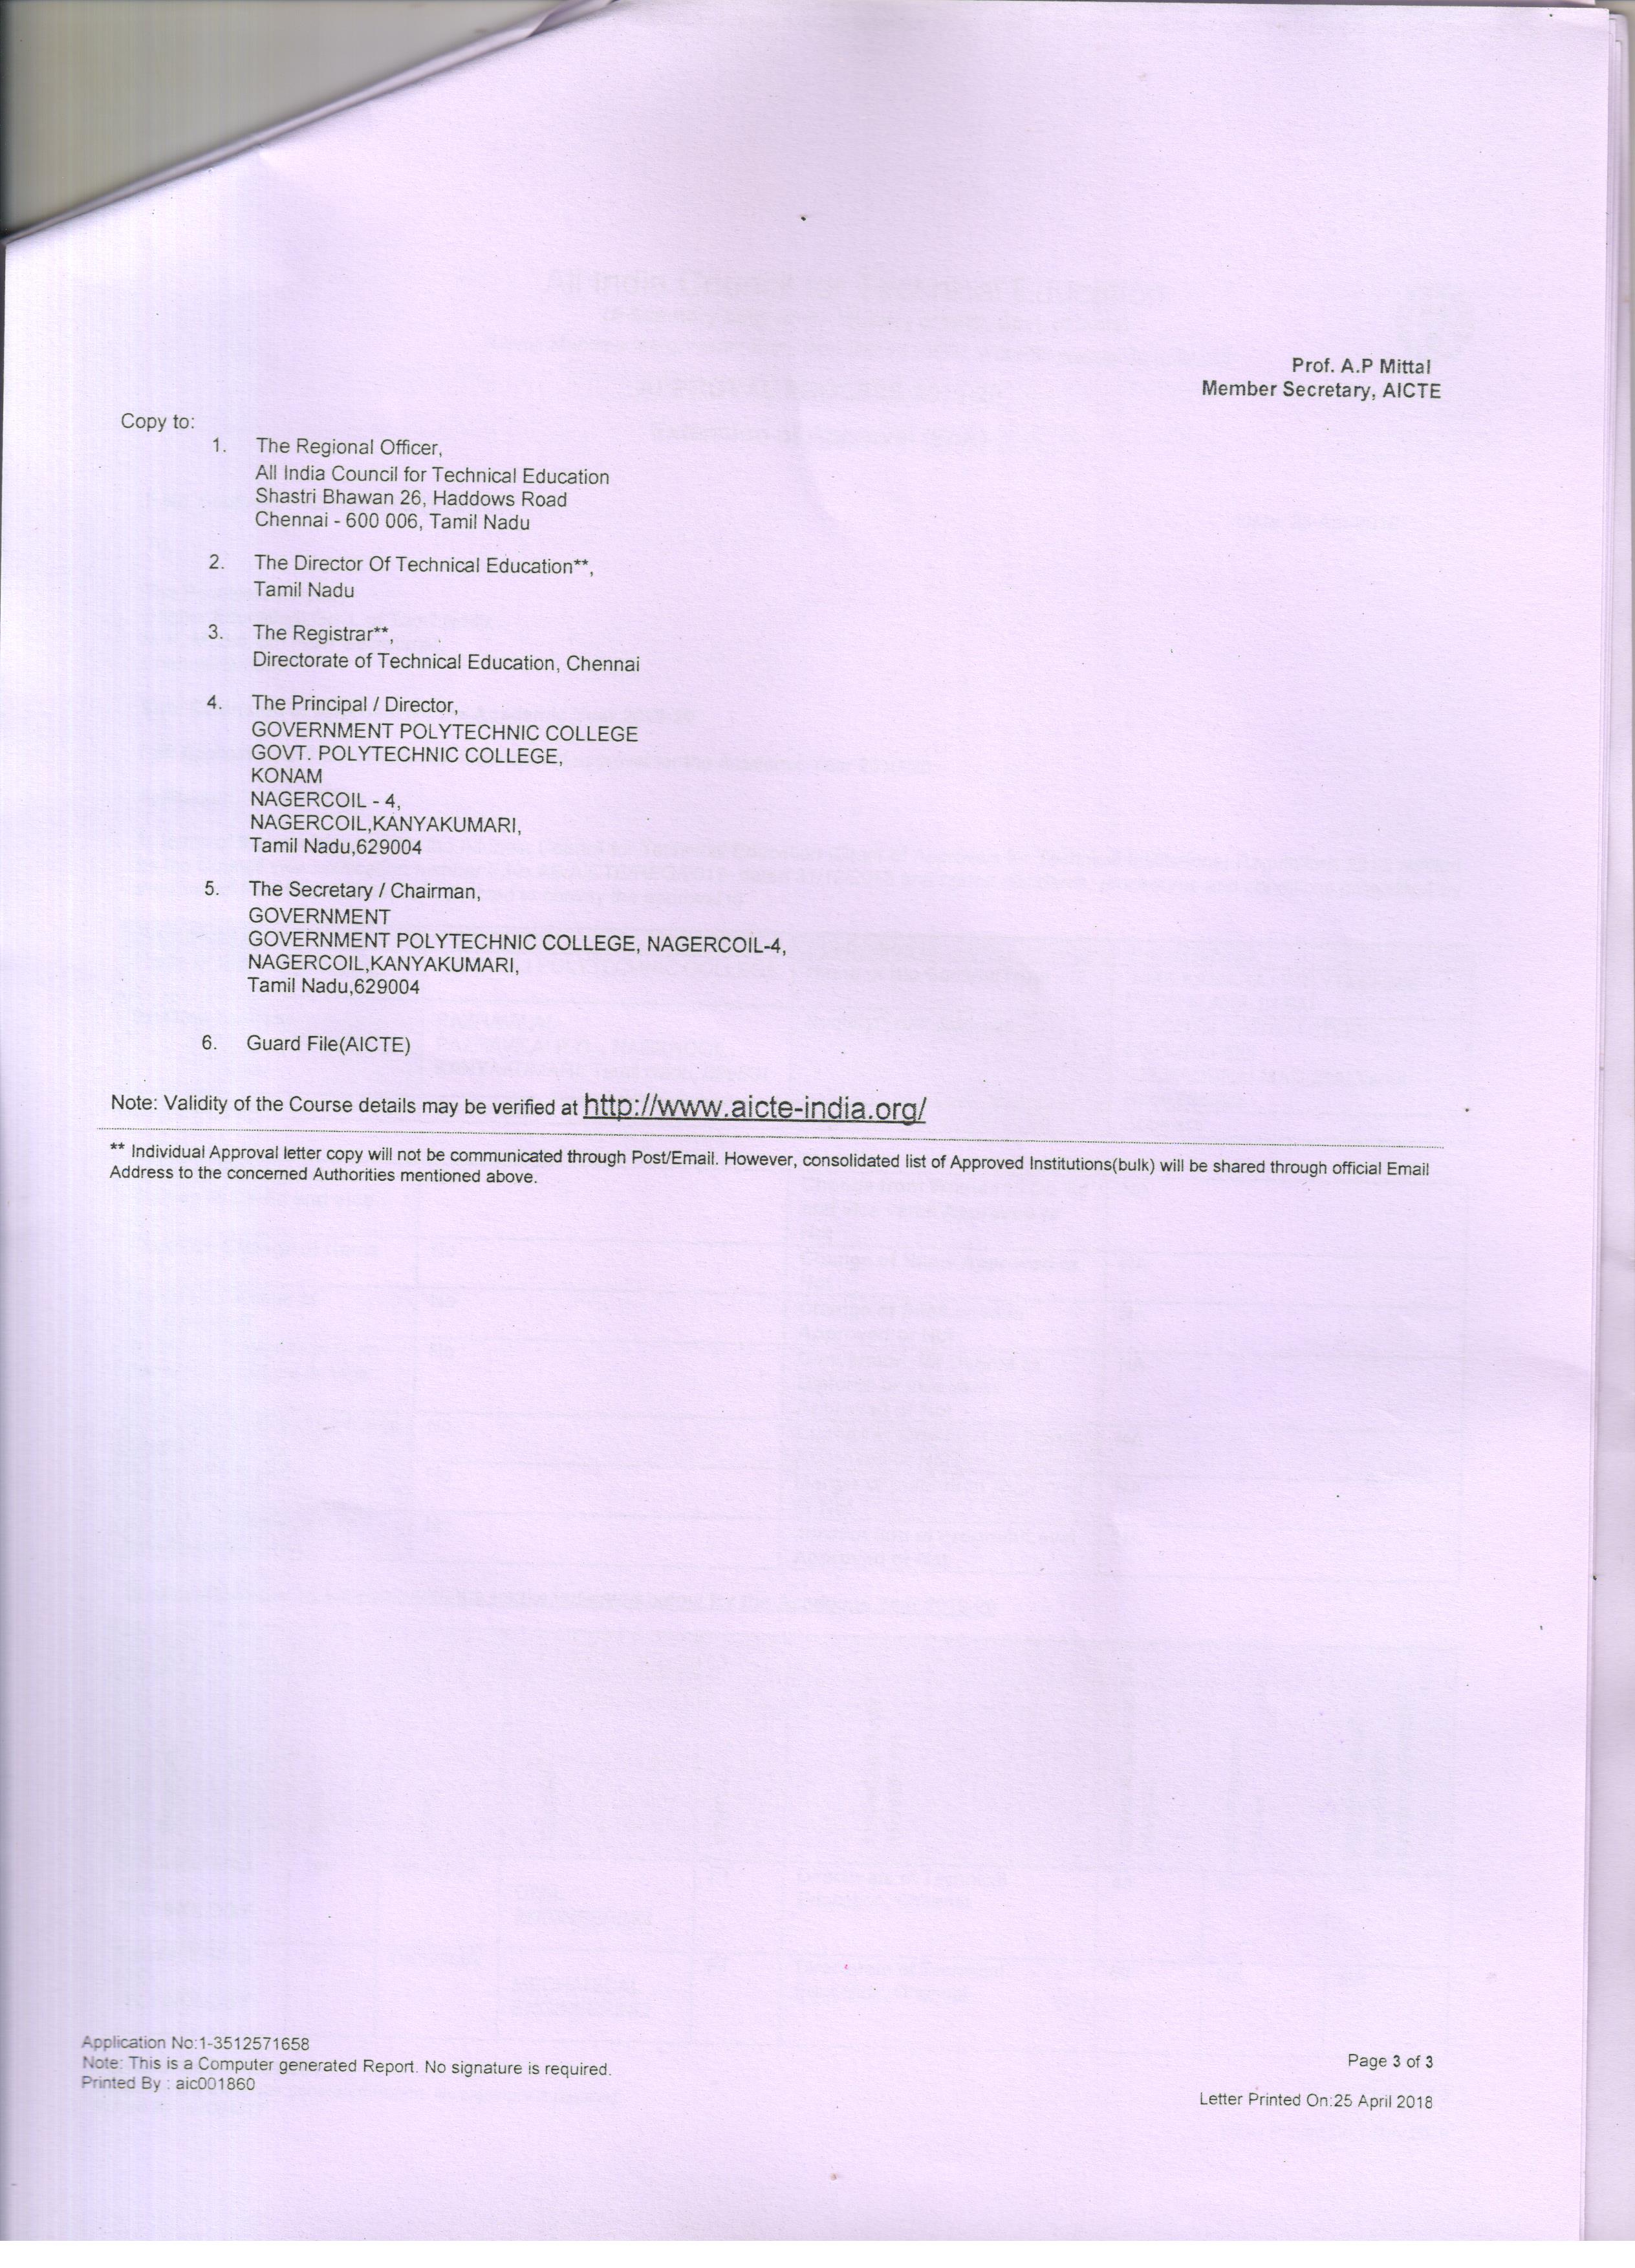 Prof. A.P Mittal
Member Secretary, AICTE
Copy to:
1. The Regional Officer,
All India Council for Technical Education
Shastri Bhawan 26, Haddows Road
Chennai - 600 006, Tamil Nadu
2. The Director Of Technical Education**,
Tamil Nadu
3. The Registrar**,
Directorate of Technical Education, Chennai
4. The Principal / Director,
GOVERNMENT POLYTECHNIC COLLEGE
GOVT. POLYTECHNIC COLLEGE,
KONAM
NAGERCOIL - 4,
NAGERCOIL,KANYAKUMARI,
Tamil Nadu,629004
5. The Secretary / Chairman,
GOVERNMENT
GOVERNMENT POLYTECHNIC COLLEGE, NAGERCOIL-4,
NAGERCOIL,KANYAKUMARI,
Tamil Nadu,629004
6. Guard File(AICTE)
Note: Validity of the Course details may be verified at http://www.aicte-india.org/
** Individual Approval letter copy will not be communicated through Post/Email. However, consolidated list of Approved Institutions(bulk) will be shared through official Email
Address to the concerned Authorities mentioned above.
Application No:1-3512571658
Note: This is a Computer generated Report. No signature is required.
Printed By : aic001860
Page 3 of 3
Letter Printed On:25 April 2018